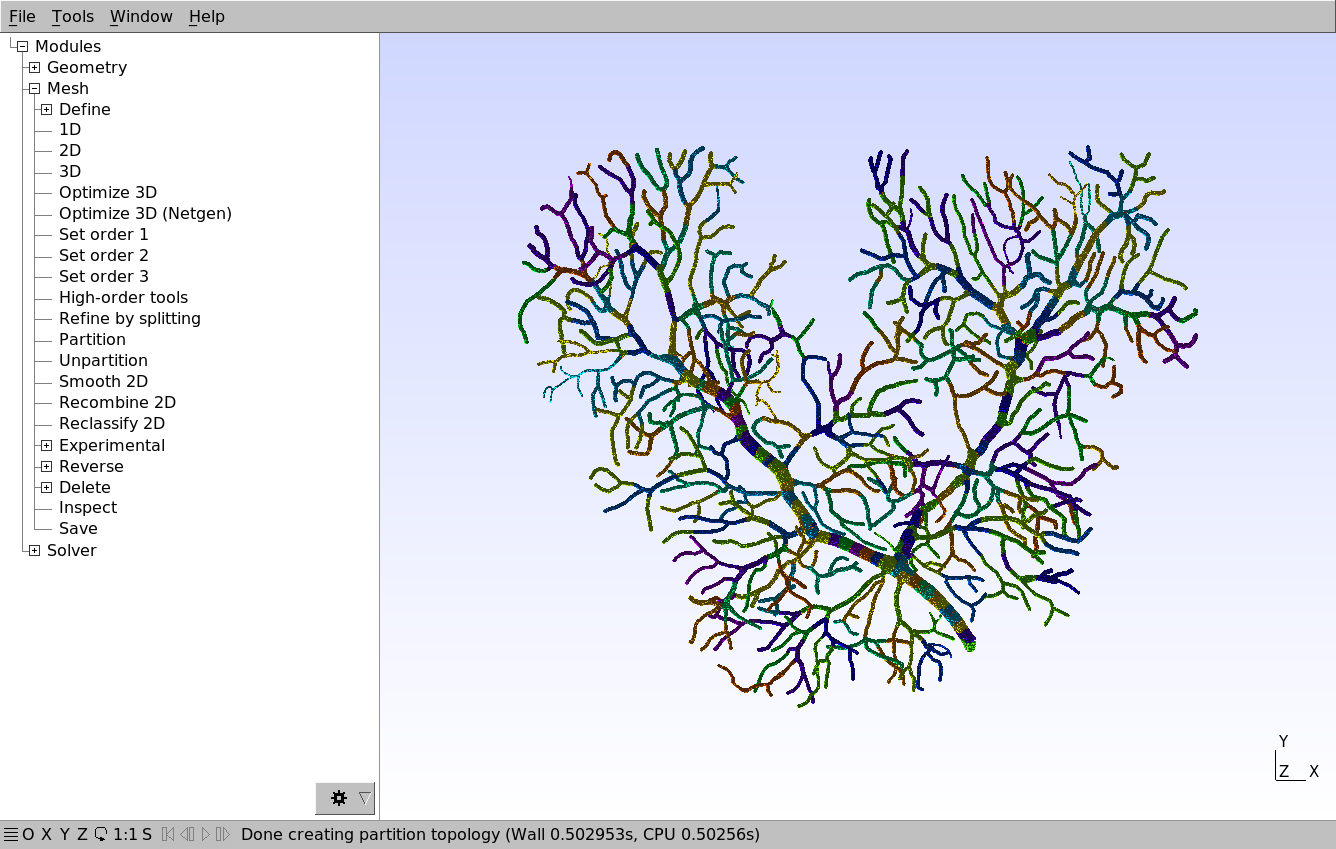 File Tools Window Help
Modules
Geometry
Mesh
Define
1D
2D
3D
Optimize 3D
Optimize 3D (Netgen)
Set order 1
Set order 2
Set order 3
High-order tools
Refine by splitting
Partition
Unpartition
Smooth 2D
Recombine 2D
Reclassify 2D
Experimental
Reverse
Delete
Inspect
Save
Solver
Y
Z X
O X Y Z 1:1 S Done creating partition topology (Wall 0.502953s, CPU 0.50256s)